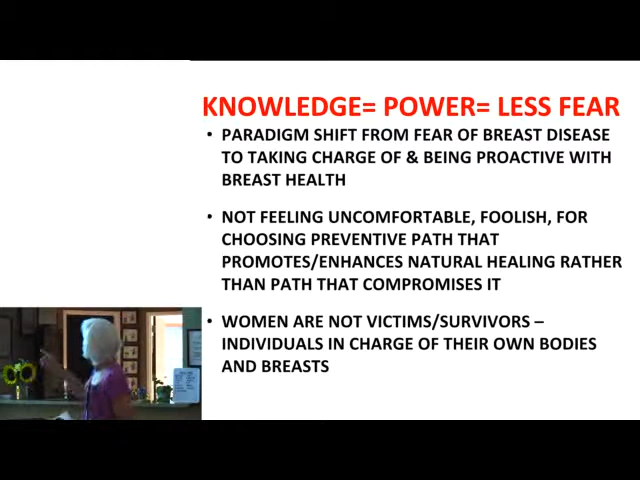 KNOWLEDGE= POWER= LESS FEAR
• PARADIGM SHIFT FROM FEAR OF BREAST DISEASE
TO TAKING CHARGE OF & BEING PROACTIVE WITH
BREAST HEALTH
• NOT FEELING UNCOMFORTABLE, FOOLISH, FOR
CHOOSING PREVENTIVE PATH THAT
PROMOTES/ENHANCES NATURAL HEALING RATHER
THAN PATH THAT COMPROMISES IT
• WOMEN ARE NOT VICTIMS/SURVIVORS –
INDIVIDUALS IN CHARGE OF THEIR OWN BODIES
AND BREASTS